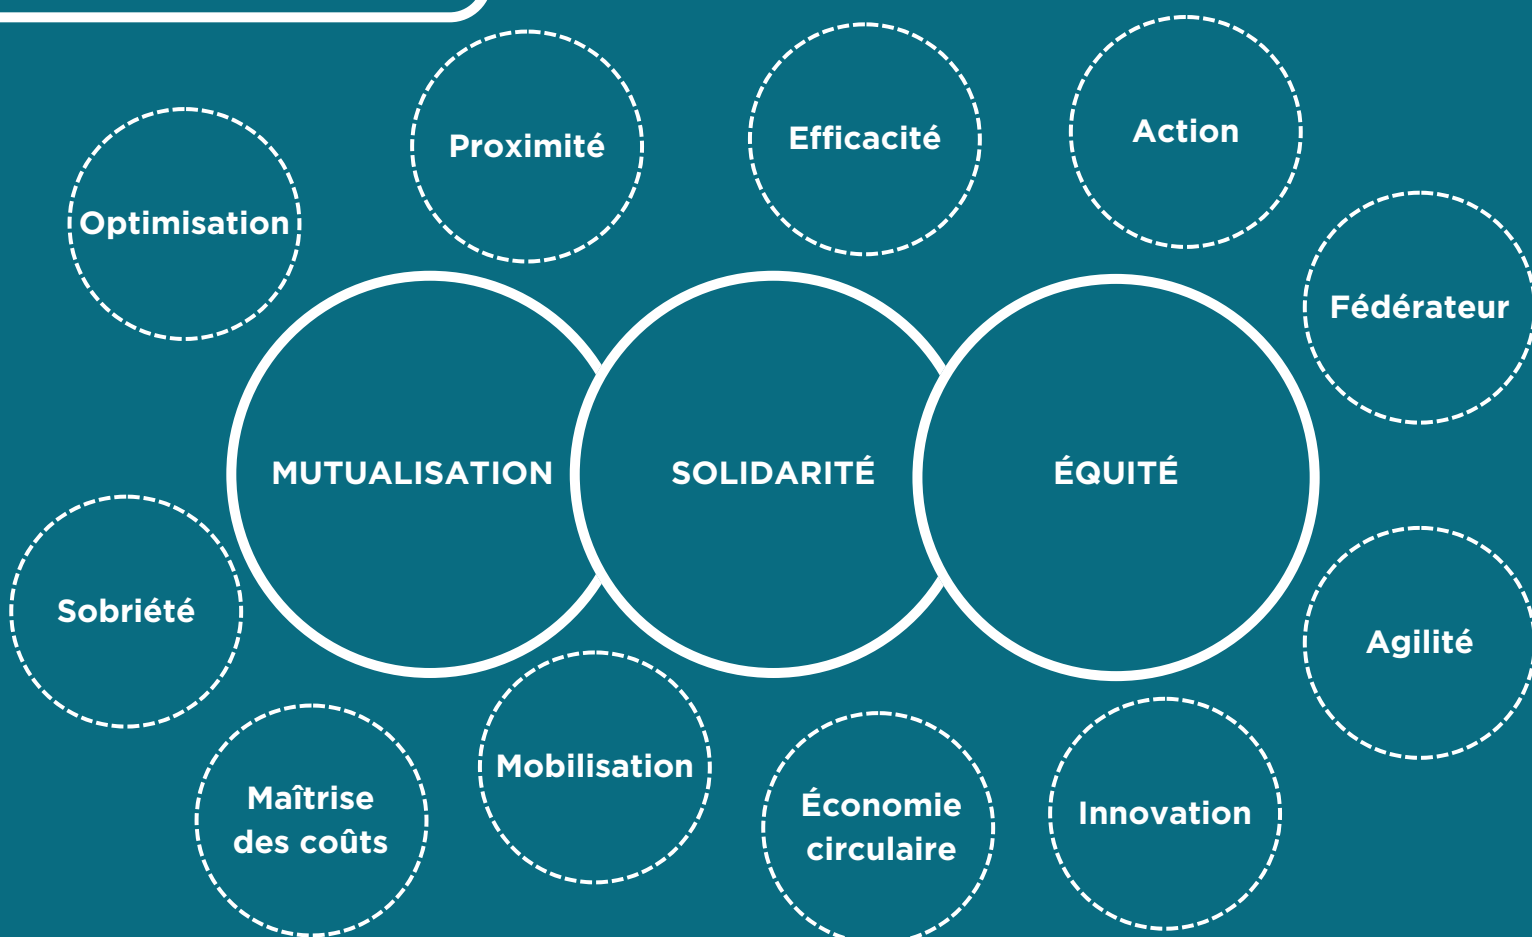 Proximité
Efficacité
Action
Optimisation
Fédérateur
MUTUALISATION
SOLIDARITÉ
ÉQUITÉ
Sobriété
Agilité
Maîtrise
des coûts
Mobilisation
Économie
circulaire
Innovation